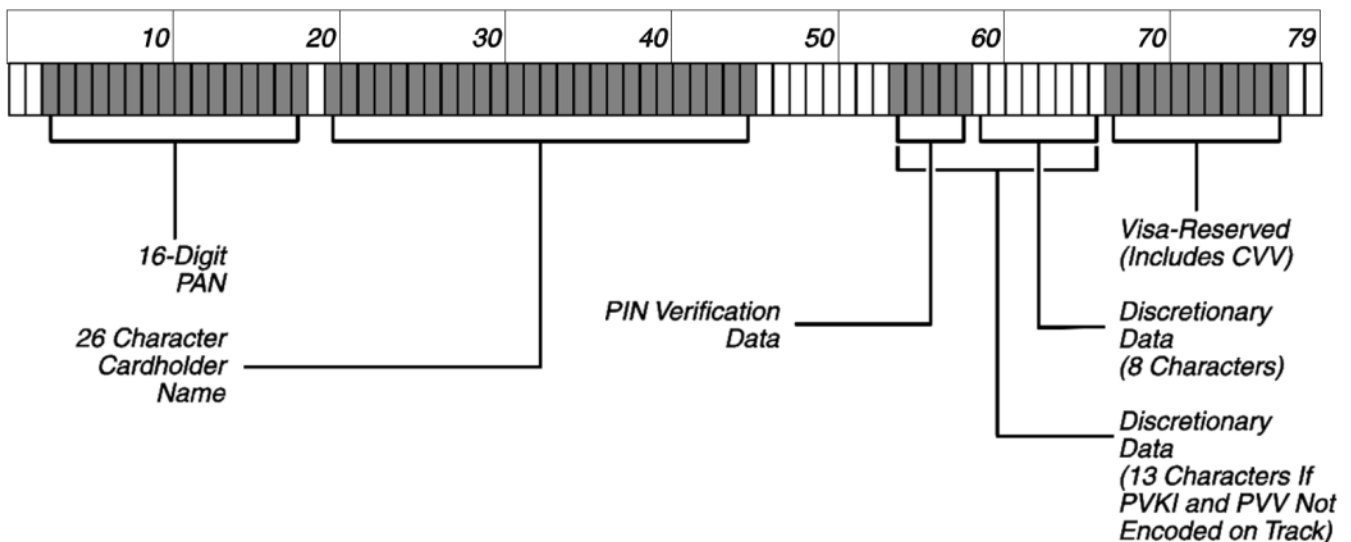 10 20 30 40 50 60 70 79
16-Digit
PAN
26 Character
Cardholder
Name
PIN Verification
Data
Visa-Reserved
(Includes CVV)
Discretionary
Data
(8 Characters)
Discretionary
Data
(13 Characters If
PVKI and PVV Not
Encoded on Track)